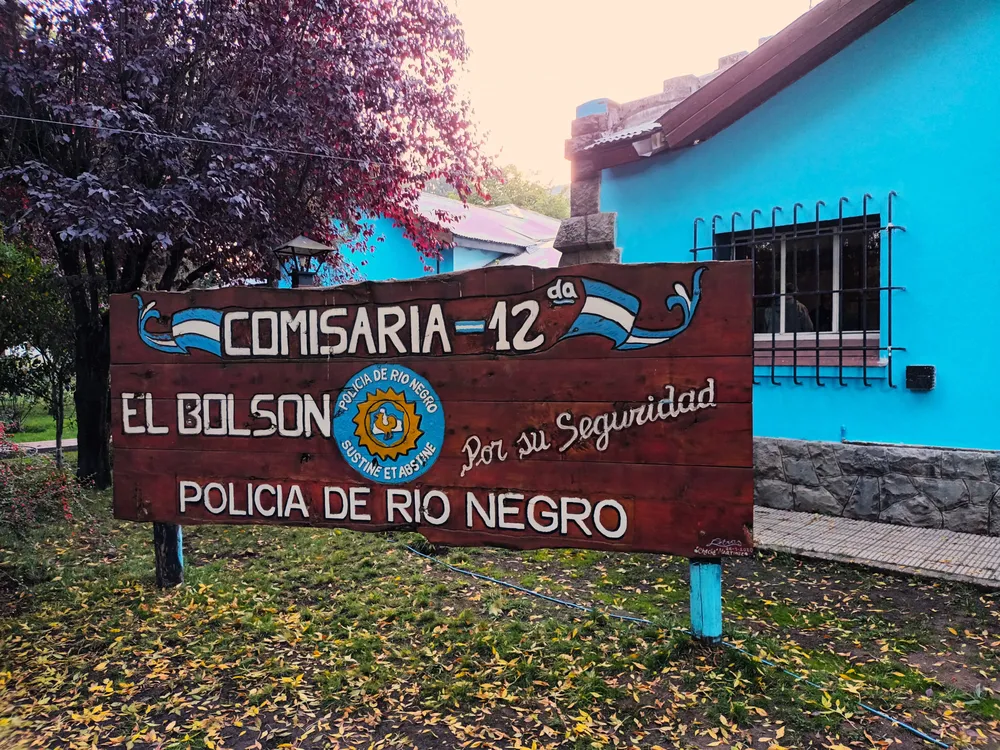 COMISARIA-12da
EL BOLSON
POLICIA DE RIO NEGRO
SUSTINE ET ABSTINE
Por su Seguridad
POLICIA DE RIO NEGRO